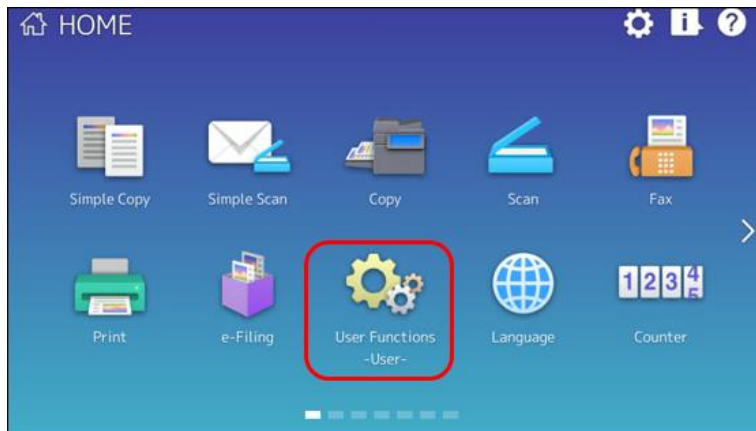 HOME
Simple Copy
Simple Scan
Copy
Scan
Fax
Print
e-Filing
User Functions
-User-
Language
Counter